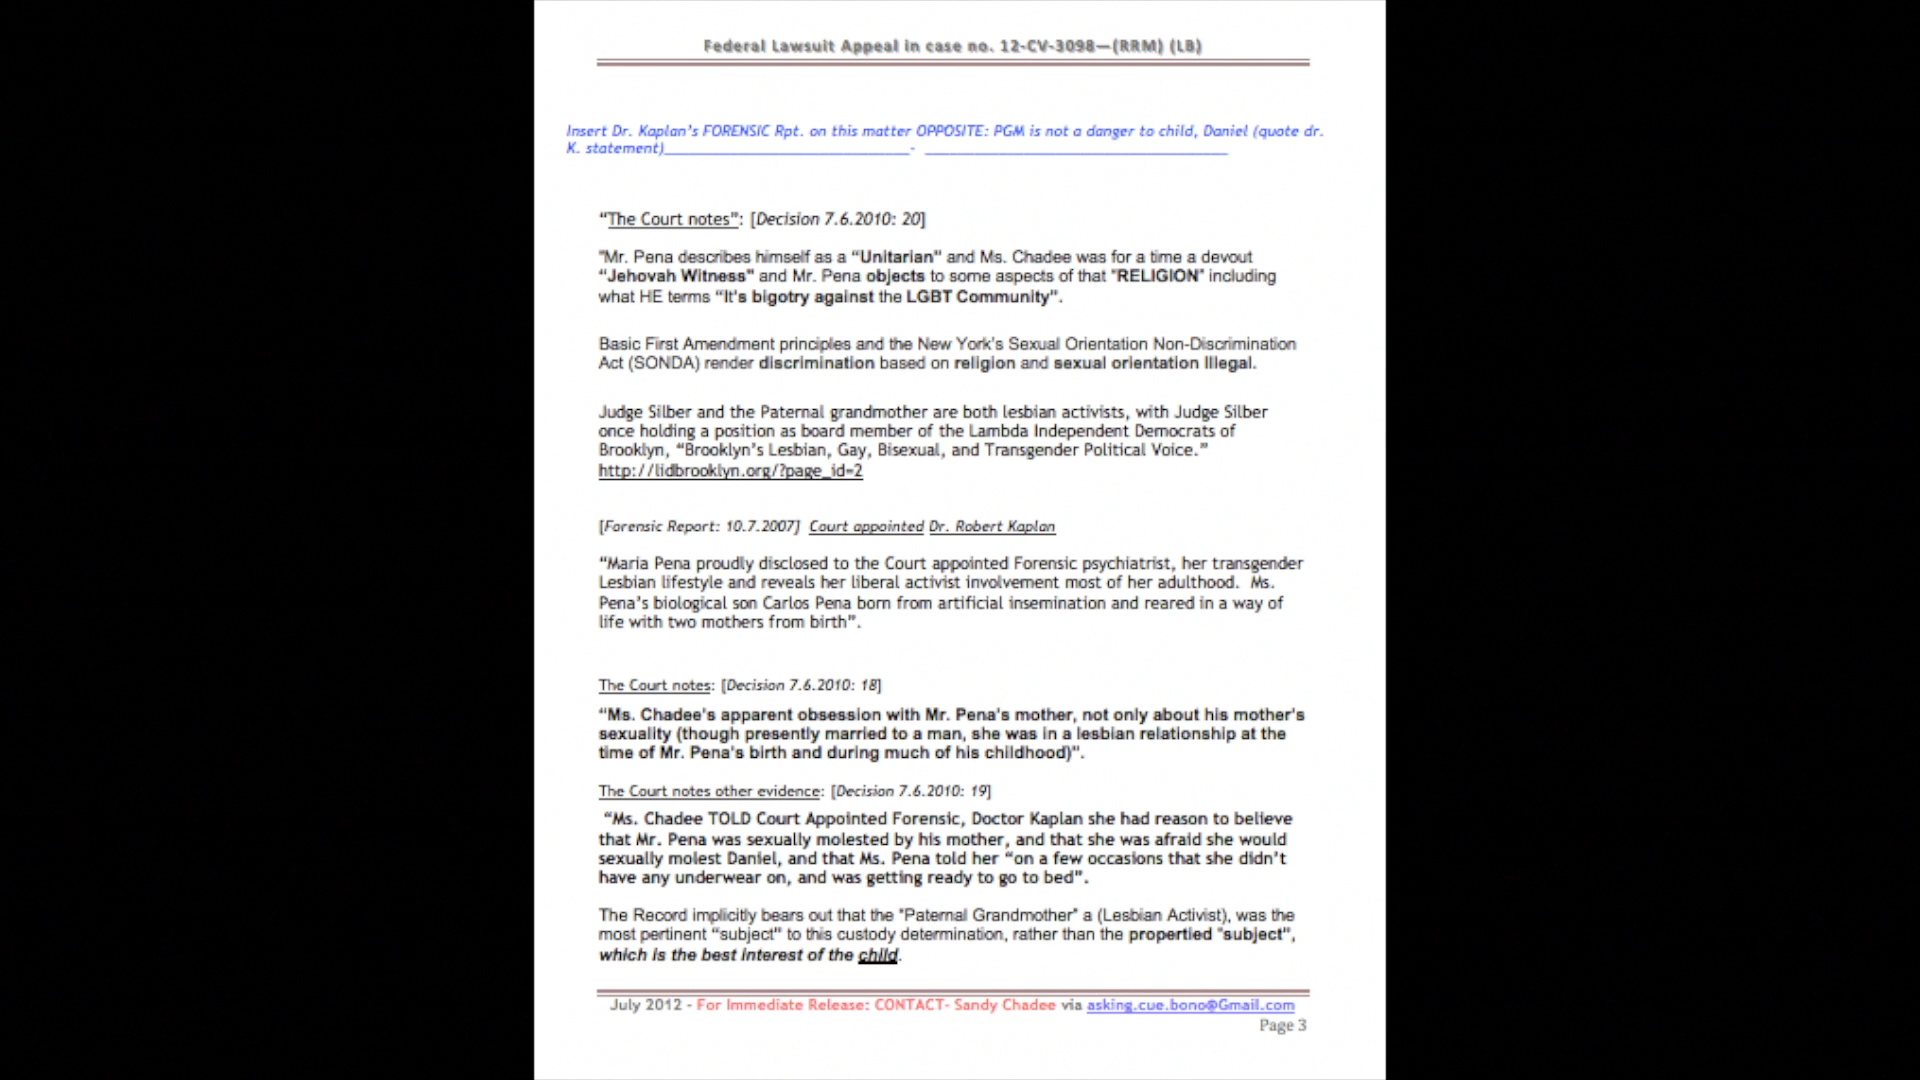 Federal Lawsuit Appeal in case no. 12-CV-3098—(RRM) (LB)
Insert Dr. Kaplan's FORENSIC Rpt. on this matter OPPOSITE: PGM is not a danger to child, Daniel (quote dr.
K. statement)______________________________- _____________________________________
“The Court notes”: [Decision 7.6.2010: 20]
"Mr. Pena describes himself as a “Unitarian” and Ms. Chadee was for a time a devout
“Jehovah Witness” and Mr. Pena objects to some aspects of that "RELIGION" including
what HE terms “It's bigotry against the LGBT Community”.
Basic First Amendment principles and the New York's Sexual Orientation Non-Discrimination
Act (SONDA) render discrimination based on religion and sexual orientation illegal.
Judge Silber and the Paternal grandmother are both lesbian activists, with Judge Silber
once holding a position as board member of the Lambda Independent Democrats of
Brooklyn, “Brooklyn's Lesbian, Gay, Bisexual, and Transgender Political Voice.”
http://lidbrooklyn.org/?page_id=2
[Forensic Report: 10.7.2007] Court appointed Dr. Robert Kaplan
“Maria Pena proudly disclosed to the Court appointed Forensic psychiatrist, her transgender
Lesbian lifestyle and reveals her liberal activist involvement most of her adulthood. Ms.
Pena's biological son Carlos Pena born from artificial insemination and reared in a way of
life with two mothers from birth”.
The Court notes: [Decision 7.6.2010: 18]
“Ms. Chadee's apparent obsession with Mr. Pena's mother, not only about his mother's
sexuality (though presently married to a man, she was in a lesbian relationship at the
time of Mr. Pena's birth and during much of his childhood)”.
The Court notes other evidence: [Decision 7.6.2010: 19]
“Ms. Chadee TOLD Court Appointed Forensic, Doctor Kaplan she had reason to believe
that Mr. Pena was sexually molested by his mother, and that she was afraid she would
sexually molest Daniel, and that Ms. Pena told her “on a few occasions that she didn't
have any underwear on, and was getting ready to go to bed”.
The Record implicitly bears out that the "Paternal Grandmother" a (Lesbian Activist), was the
most pertinent “subject” to this custody determination, rather than the propertied "subject",
which is the best interest of the child.
July 2012 - For Immediate Release: CONTACT- Sandy Chadee via asking.cue.bono@Gmail.com
Page 3